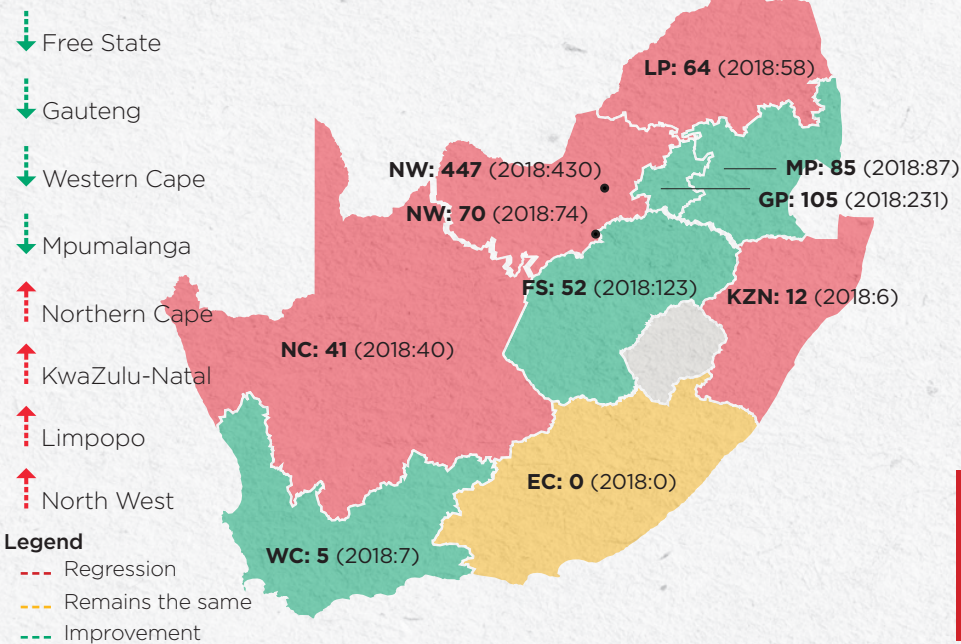 Free State
Gauteng
Western Cape
Mpumalanga
Northern Cape
KwaZulu-Natal
Limpopo
North West
Legend
Regression
Remains the same
Improvement
LP: 64 (2018:58)
NW: 447 (2018:430)
MP: 85 (2018:87)
GP: 105 (2018:231)
NW: 70 (2018:74)
FS: 52 (2018:123)
KZN: 12 (2018:6)
NC: 41 (2018:40)
EC: 0 (2018:0)
WC: 5 (2018:7)